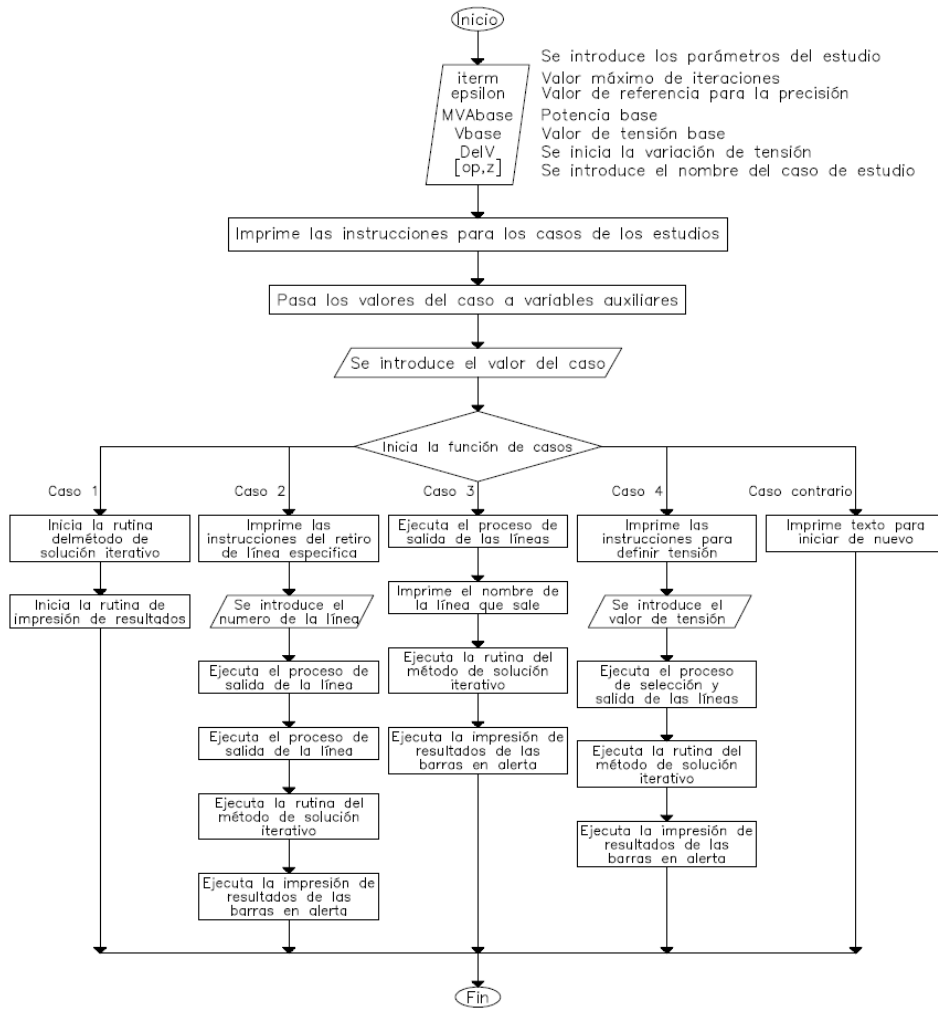 Inicio
Se introduce los parámetros del estudio
iterm
Valor máximo de iteraciones
epsilon
Valor de referencia para la precisión
MVAbase
Potencia base
Vbase
Valor de tensión base
DelV
Se inicia la variación de tensión
[op,z]
Se introduce el nombre del caso de estudio
Imprime las instrucciones para los casos de los estudios
Pasa los valores del caso a variables auxiliares
Se introduce el valor del caso
Inicia la función de casos
Caso 1
Inicia la rutina
delmétodo de
solución iterativo
Inicia la rutina de
impresión de resultados
Caso 2
Imprime las
instrucciones del retiro
de línea especifica
Se introduce el
numero de la línea
Ejecuta el proceso de
salida de la línea
Ejecuta el proceso de
salida de la línea
Ejecuta la rutina del
método de solución
iterativo
Ejecuta la impresión de
resultados de las
barras en alerta
Caso 3
Ejecuta el proceso de
salida de las líneas
Imprime el nombre de
la línea que sale
Ejecuta la rutina del
método de solución
iterativo
Ejecuta la impresión de
resultados de las
barras en alerta
Caso 4
Imprime las
instrucciones para
definir tensión
Se introduce el
valor de tensión
Ejecuta el proceso
de selección y
salida de las líneas
Ejecuta la rutina del
método de solución
iterativo
Ejecuta la impresión de
resultados de las
barras en alerta
Caso contrario
Imprime texto para
iniciar de nuevo
Fin